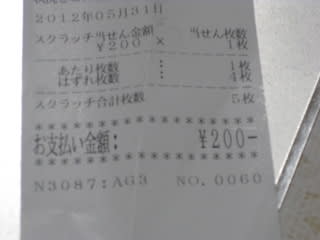 2012年05月31日
スクラッチ当せん金額 当せん枚数
¥200 × 1枚
あたり枚数 : 1枚
はずれ枚数 : 4枚
スクラッチ合計枚数 5枚
お支払い金額: ¥200-
N3087:AG3 NO.0060